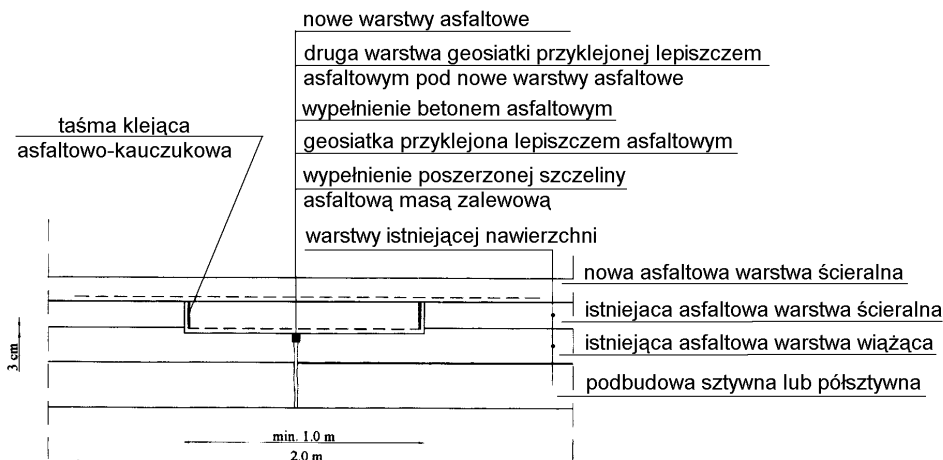 nowe warstwy asfaltowe
druga warstwa geosiatki przyklejonej lepiszczem
asfaltowym pod nowe warstwy asfaltowe
wypełnienie betonem asfaltowym
taśma klejąca
asfaltowo-kauczukowa
geosiatka przyklejona lepiszczem asfaltowym
wypełnienie poszerzonej szczeliny
asfaltową masą zalewową
warstwy istniejącej nawierzchni
nowa asfaltowa warstwa ścieralna
istniejaca asfaltowa warstwa ścieralna
istniejąca asfaltowa warstwa wiążąca
podbudowa sztywna lub półsztywna
3 cm
min. 1.0 m
2.0 m